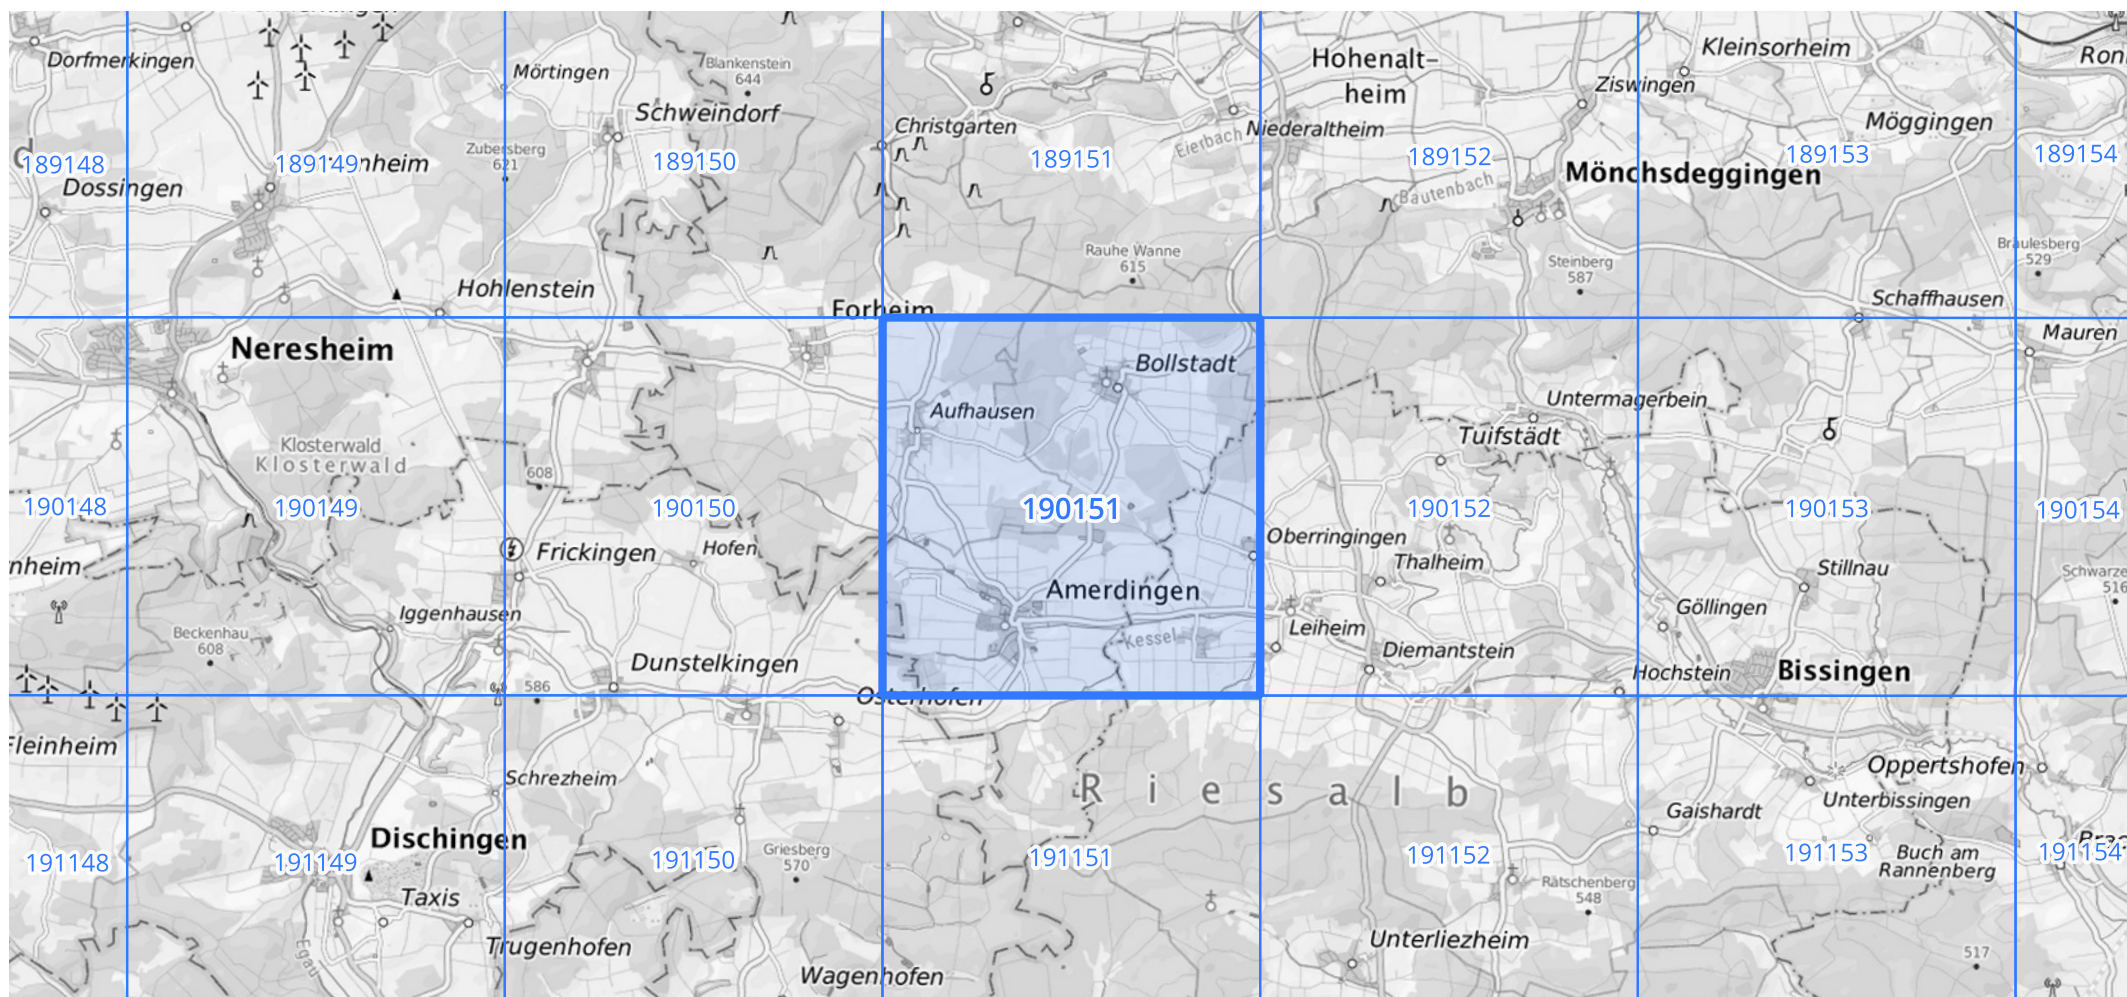 Dorfmerkingen
Mörtingen
Blankenstein
644
Schweindorf
Christgarten
Eierbach
Niederaltheim
Hohenalt-
heim
Ziswingen
Kleinsorheim
Möggingen
189148
189149
nheim
Zubersberg
621
189150
189151
189152
189153
189154
Dossingen
Bautenbach
Mönchsdeggingen
Rauhe Wanne
615
Steinberg
587
Braulesberg
529
Hohlenstein
Forheim
Schaffhausen
Neresheim
Bollstadt
Mauren
Aufhausen
Untermagerbein
Tuifstädt
Klosterwald
Klosterwald
608
190148
190149
190150
190151
190152
190153
190154
nheim
Frickingen
Hofen
Oberringingen
Thalheim
Stillnau
Schwarze
516
Iggenhausen
Amerdingen
Göllingen
Beckenhau
608
Kessel
Leiheim
Diemantstein
Dunstelkingen
Hochstein
Bissingen
586
Osterhofen
Fleinheim
Schrezheim
Riesalb
Oppertshofen
Unterbissingen
Gaishardt
Dischingen
191148
191149
191150
191151
191152
191153
191154
Griesberg
570
Buch am
Rannenberg
Rätschenberg
548
Taxis
Trugenhofen
Egau
Wagenhofen
Unterliezheim
517